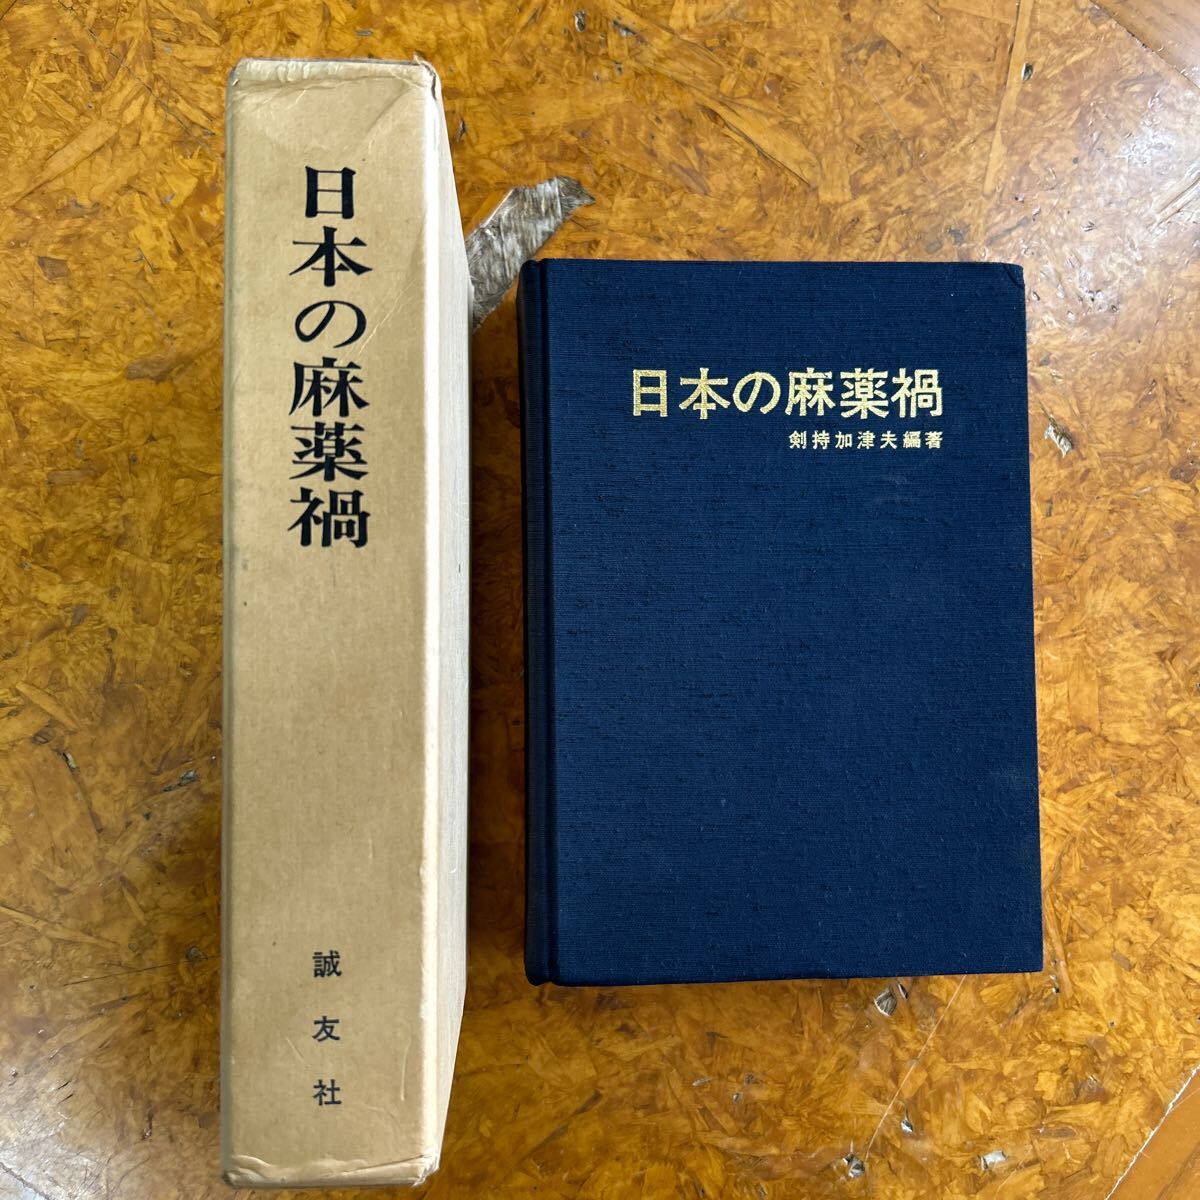 日本の麻薬禍
誠友社
日本の麻薬禍
剣持加津夫編著